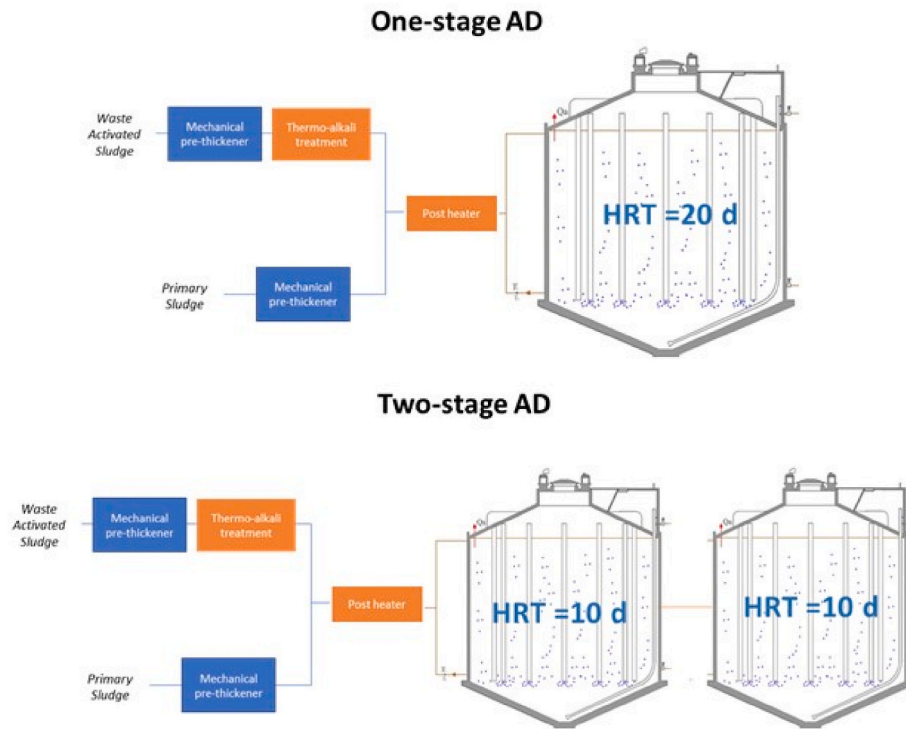 One-stage AD
Waste
Activated
Sludge
Mechanical
pre-thickener
Thermo-alkali
treatment
Post heater
HRT =20 d
Primary
Sludge
Mechanical
pre-thickener
Two-stage AD
Waste
Activated
Sludge
Mechanical
pre-thickener
Thermo-alkali
treatment
Post heater
HRT =10 d
HRT =10 d
Primary
Sludge
Mechanical
pre-thickener